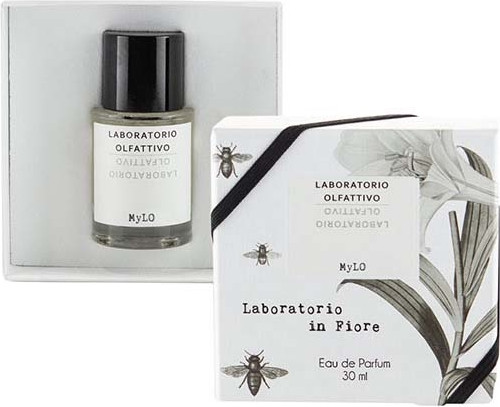 LABORATORIO
OLFATTIVO
OLFATTIVO
LABORATORIO
MyLO
LABORATORIO
OLFATTIVO
OLFATTIVO
LABORATORIO
MyLO
Laboratorio
in Fiore
Eau de Parfum
30 ml